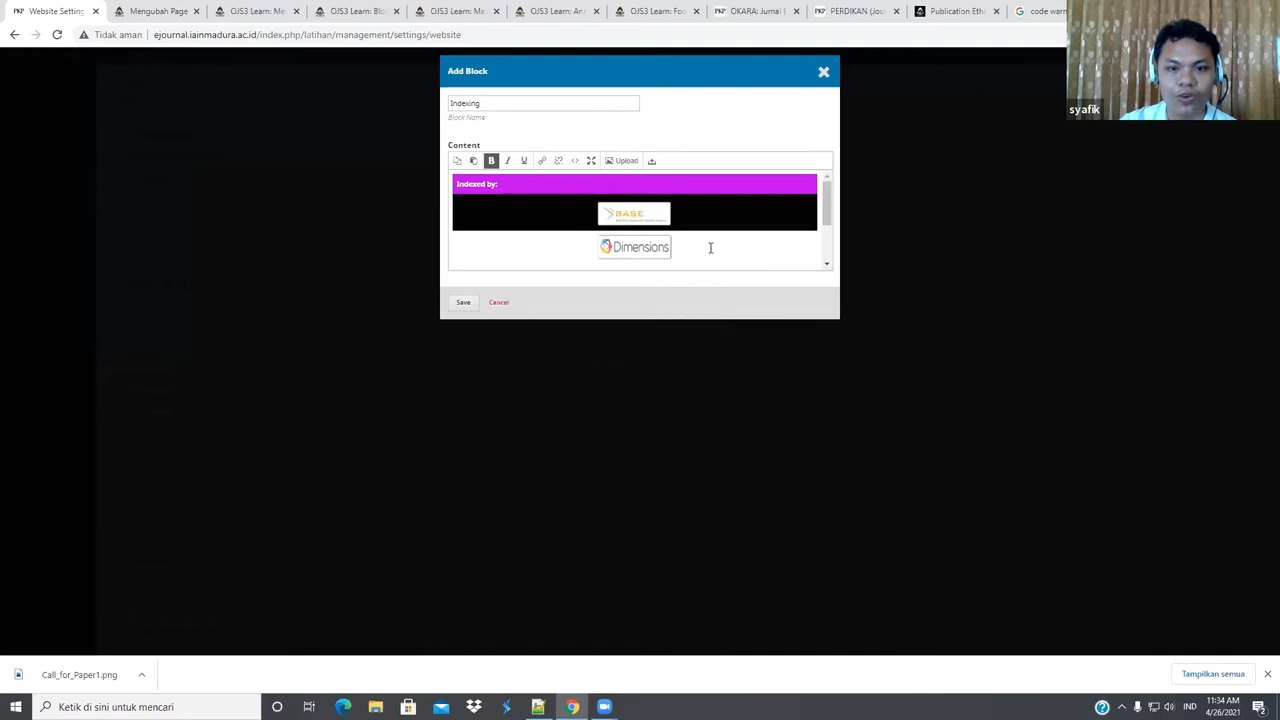 Website Setting
Mengubah Page
OJS3 Learn: Me
OJS3 Learn: Blo
OJS3 Learn: Ma
OJS3 Learn: An
OJS3 Learn: Foo
OKARA: Jurnal B
PERDIKAN (Jou
Publication Eth
code warn
Tidak aman
ejournal.iainmadura.ac.id/index.php/latihan/management/settings/website
syafik
Add Block
Indexing
Block Name
Content
B I U Upload
Indexed by:
BASE
Dimensions
Save Cancel
Call_for_Paper1.png
Tampilkan semua
Ketik di sini untuk mencari
IND
11:34 AM
4/26/2021
2